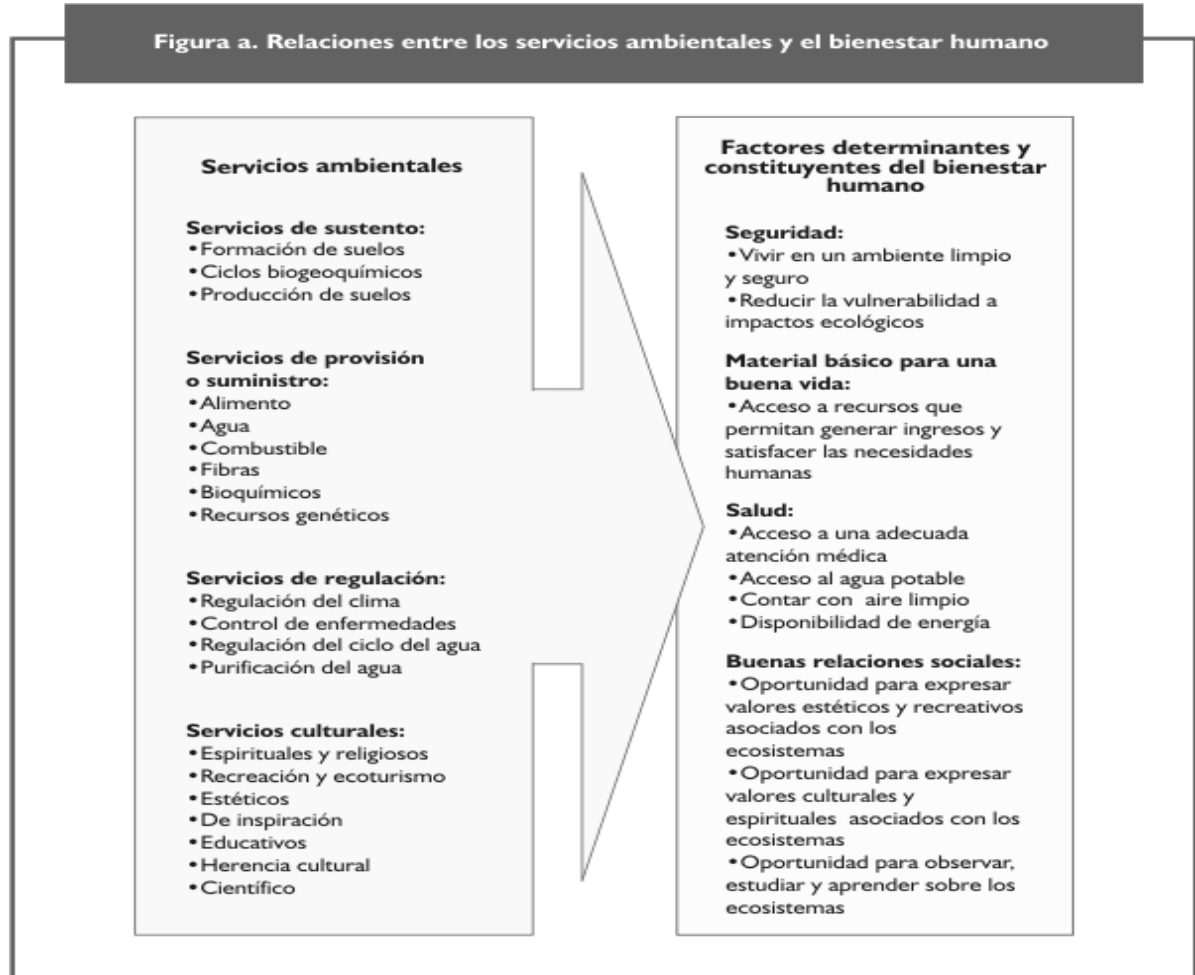 Figura a. Relaciones entre los servicios ambientales y el bienestar humano
Servicios ambientales
Servicios de sustento:
•Formación de suelos
•Ciclos biogeoquímicos
•Producción de suelos
Servicios de provisión
o suministro:
•Alimento
•Agua
•Combustible
•Fibras
•Bioquímicos
•Recursos genéticos
Servicios de regulación:
•Regulación del clima
•Control de enfermedades
•Regulación del ciclo del agua
•Purificación del agua
Servicios culturales:
•Espirituales y religiosos
•Recreación y ecoturismo
•Estéticos
•De inspiración
•Educativos
•Herencia cultural
•Científico
Factores determinantes y
constituyentes del bienestar
humano
Seguridad:
•Vivir en un ambiente limpio
y seguro
•Reducir la vulnerabilidad a
impactos ecológicos
Material básico para una
buena vida:
•Acceso a recursos que
permitan generar ingresos y
satisfacer las necesidades
humanas
Salud:
•Acceso a una adecuada
atención médica
•Acceso al agua potable
•Contar con aire limpio
•Disponibilidad de energía
Buenas relaciones sociales:
•Oportunidad para expresar
valores estéticos y recreativos
asociados con los
ecosistemas
•Oportunidad para expresar
valores culturales y
espirituales asociados con los
ecosistemas
•Oportunidad para observar,
estudiar y aprender sobre los
ecosistemas